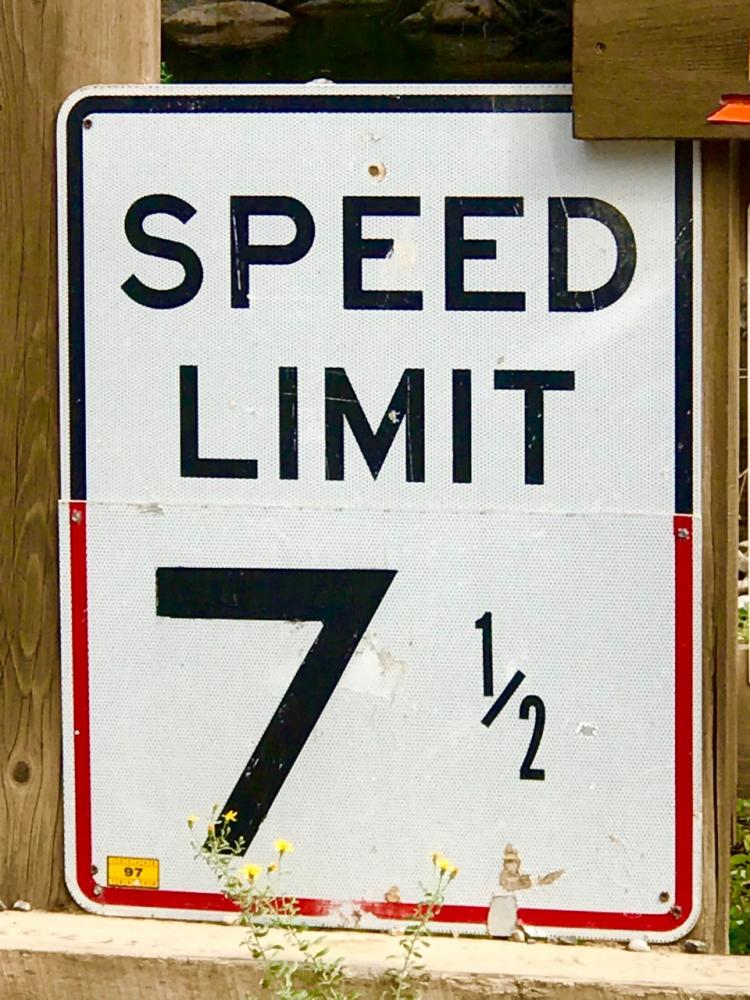 SPEED
LIMIT
7 1/2
97